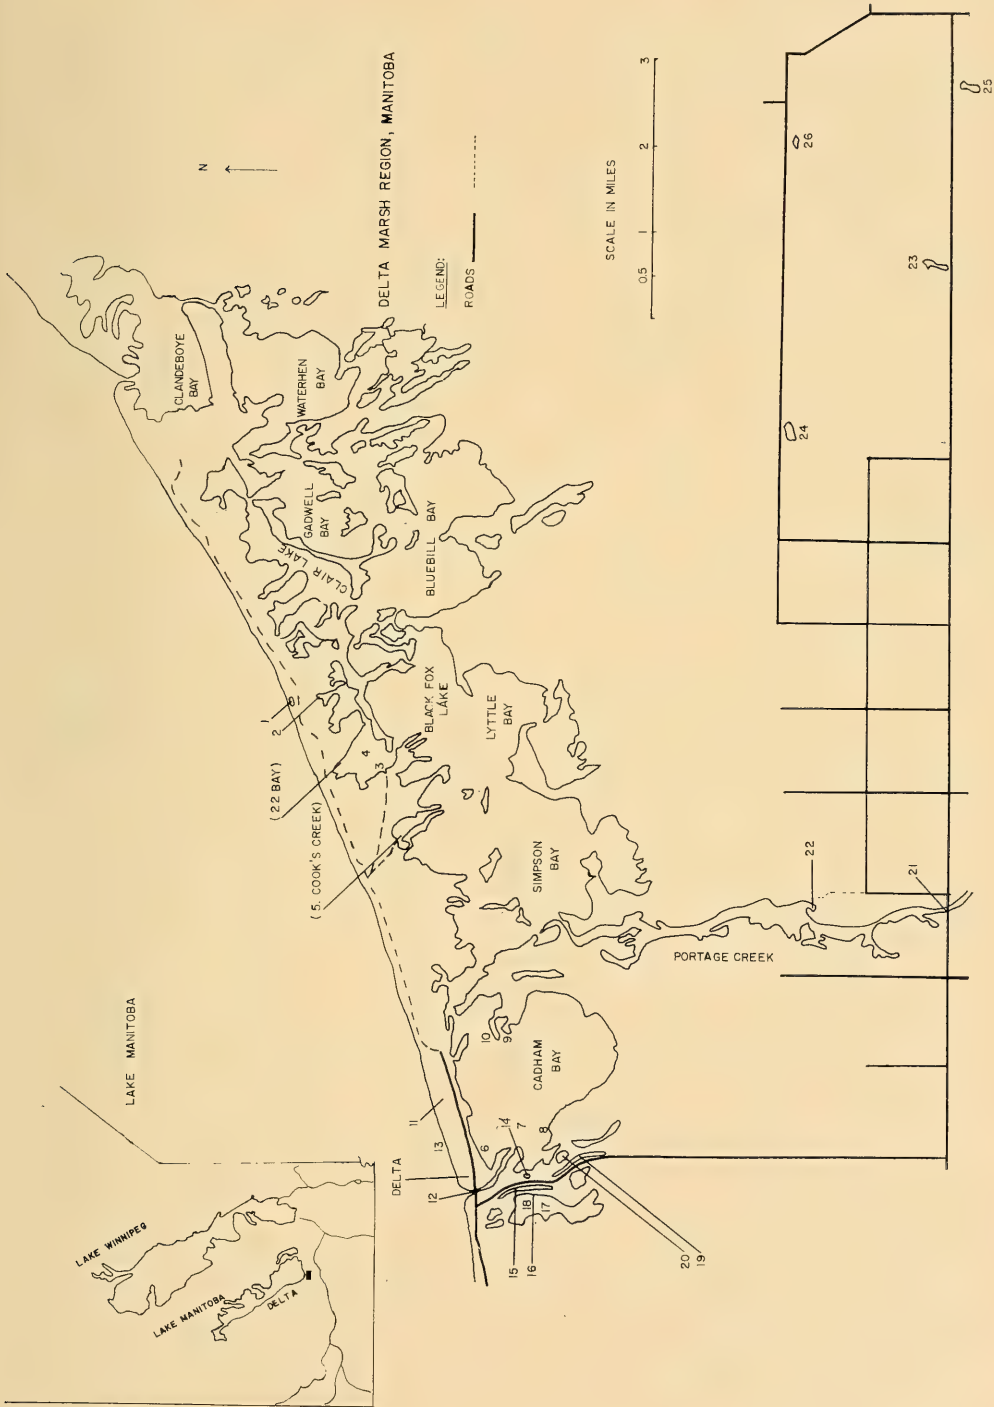 LAKE WINNIPEG
LAKE MANITOBA
DELTA
LAKE MANITOBA
N
DELTA MARSH REGION, MANITOBA
LEGEND:
ROADS
SCALE IN MILES
0.5 1 2 3
CLANDEBOYE
BAY
WATERHEN
BAY
GADWELL
BAY
CLAIR LAKE
BLUEBILL BAY
BLACK FOX
LAKE
LYTTLE
BAY
SIMPSON
BAY
CADHAM
BAY
PORTAGE CREEK
DELTA
(22 BAY)
(5. COOK'S CREEK)
1
2
3
4
6
7
8
9
10
11
12
13
14
15
16
17
18
19
20
21
22
23
24
25
26